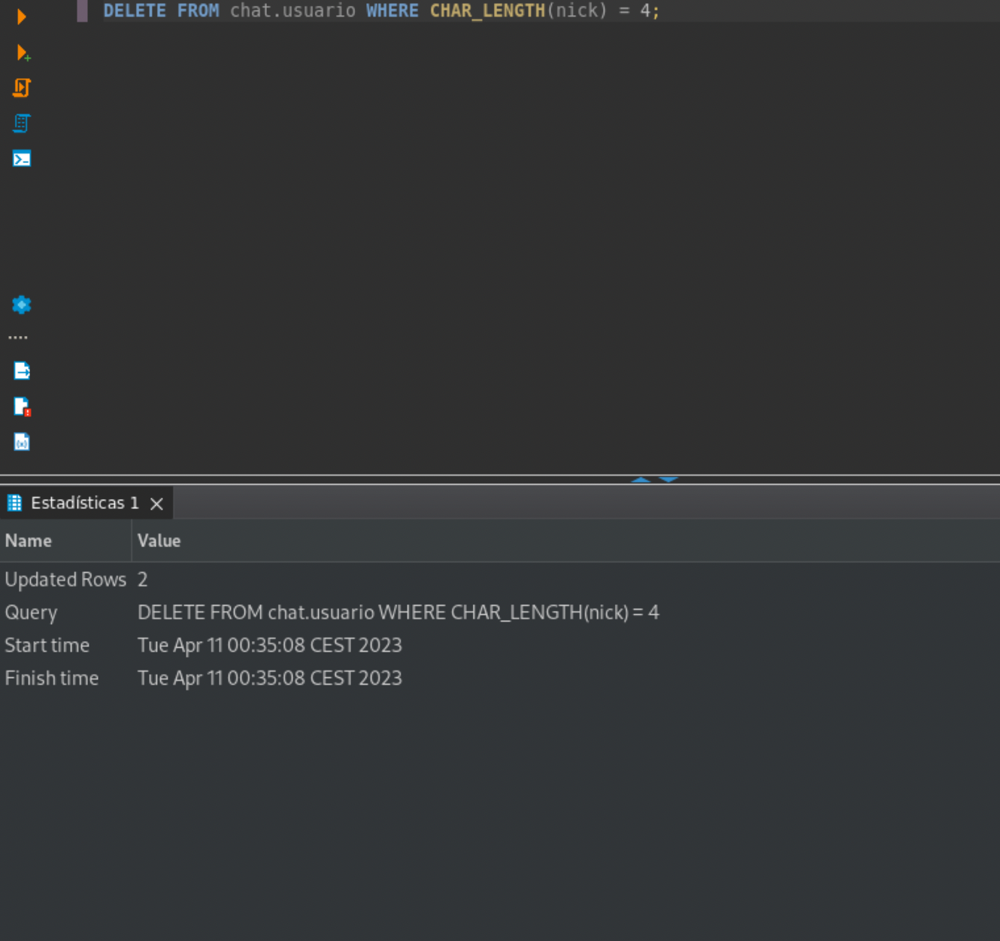 DELETE FROM chat.usuario WHERE CHAR_LENGTH(nick) = 4;
Estadísticas 1
Name Value
Updated Rows 2
Query DELETE FROM chat.usuario WHERE CHAR_LENGTH(nick) = 4
Start time Tue Apr 11 00:35:08 CEST 2023
Finish time Tue Apr 11 00:35:08 CEST 2023